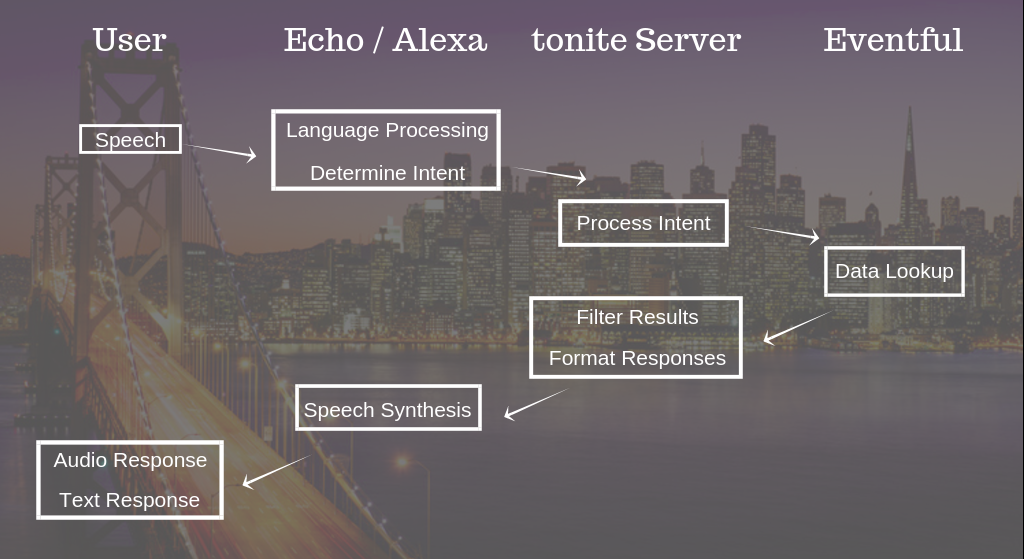 User
Echo / Alexa
tonite Server
Eventful
Speech
Language Processing
Determine Intent
Process Intent
Data Lookup
Filter Results
Format Responses
Speech Synthesis
Audio Response
Text Response